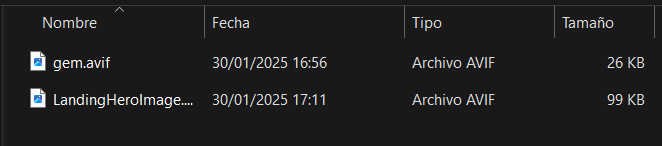 Nombre Fecha Tipo Tamaño
gem.avif 30/01/2025 16:56 Archivo AVIF 26 KB
LandingHeroImage.... 30/01/2025 17:11 Archivo AVIF 99 KB